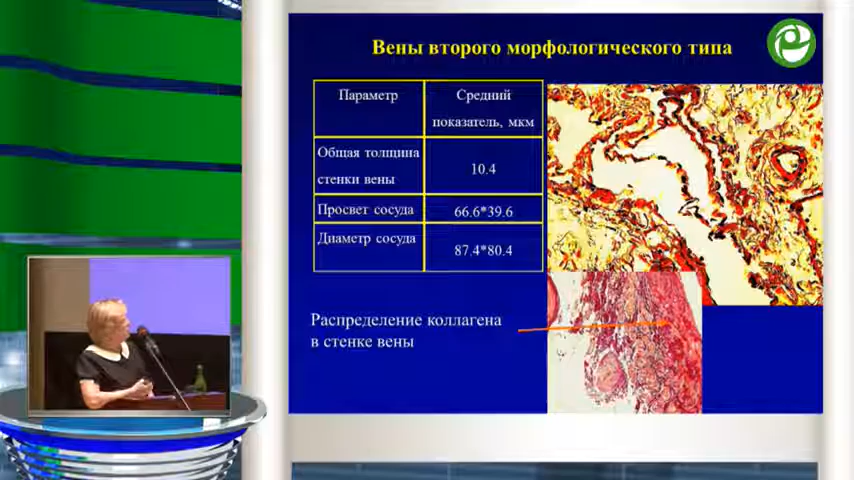 Вены второго морфологического типа
Параметр
Средний
показатель, мкм
Общая толщина
стенки вены
10.4
Просвет сосуда
66.6*39.6
Диаметр сосуда
87.4*80.4
Распределение коллагена
в стенке вены